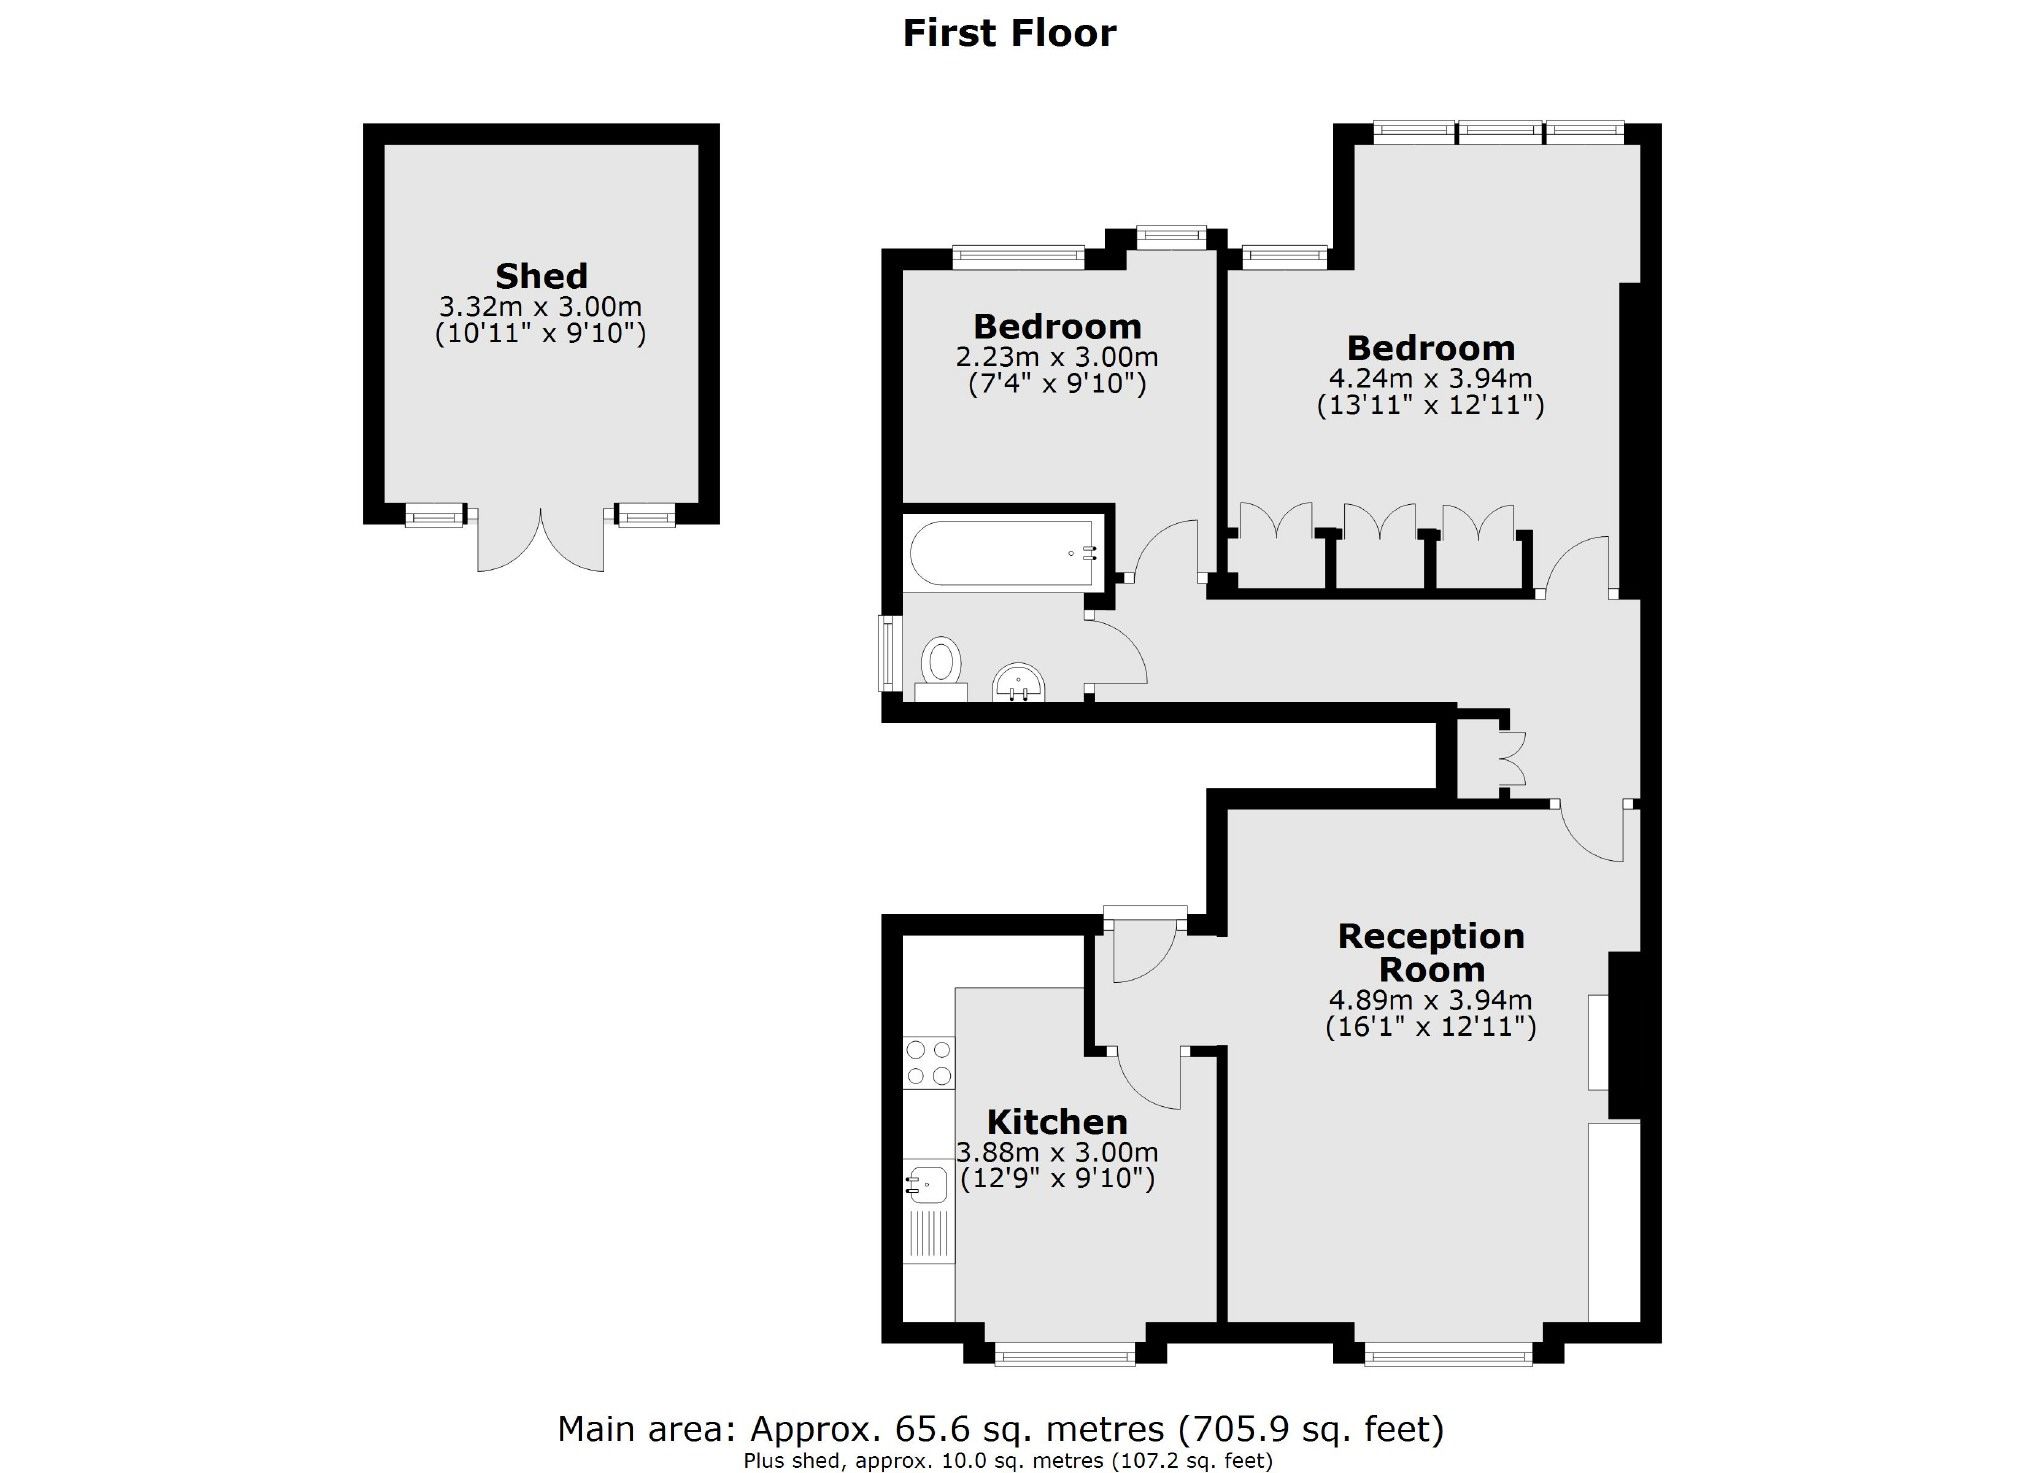 First Floor
Shed
3.32m x 3.00m
(10'11" x 9'10")
Bedroom
2.23m x 3.00m
(7'4" x 9'10")
Bedroom
4.24m x 3.94m
(13'11" x 12'11")
Reception
Room
4.89m x 3.94m
(16'1" x 12'11")
Kitchen
3.88m x 3.00m
(12'9" x 9'10")
Main area: Approx. 65.6 sq. metres (705.9 sq. feet)
Plus shed, approx. 10.0 sq. metres (107.2 sq. feet)